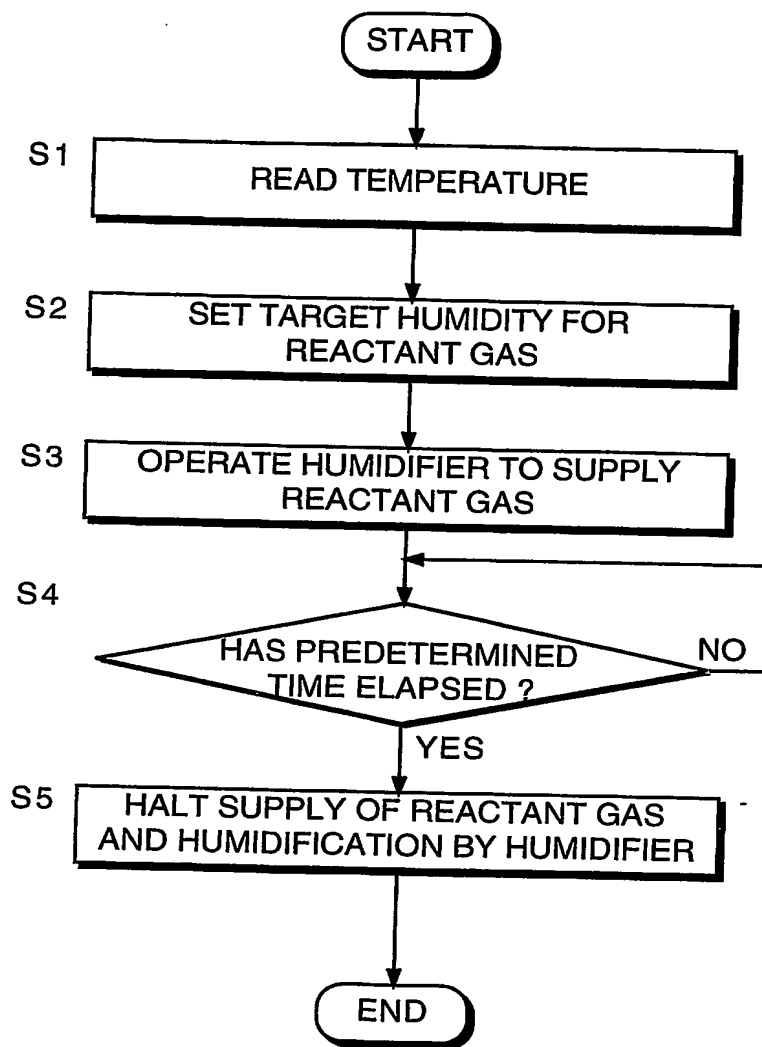 START
S1
READ TEMPERATURE
S2
SET TARGET HUMIDITY FOR
REACTANT GAS
S3
OPERATE HUMIDIFIER TO SUPPLY
REACTANT GAS
S4
HAS PREDETERMINED
TIME ELAPSED ?
NO
YES
S5
HALT SUPPLY OF REACTANT GAS
AND HUMIDIFICATION BY HUMIDIFIER
END